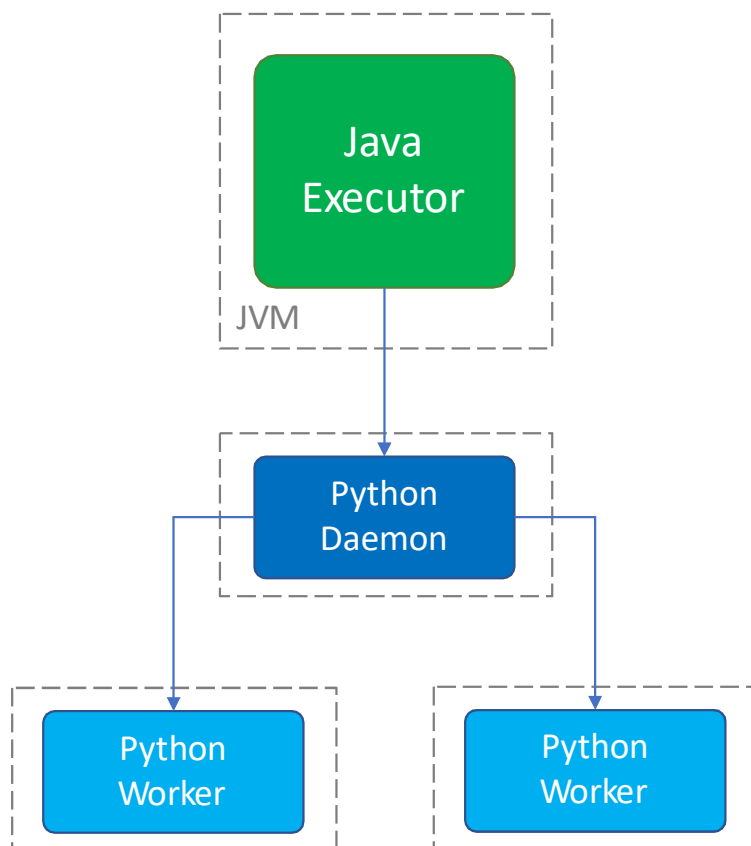 Java
Executor
JVM
Python
Daemon
Python
Worker
Python
Worker